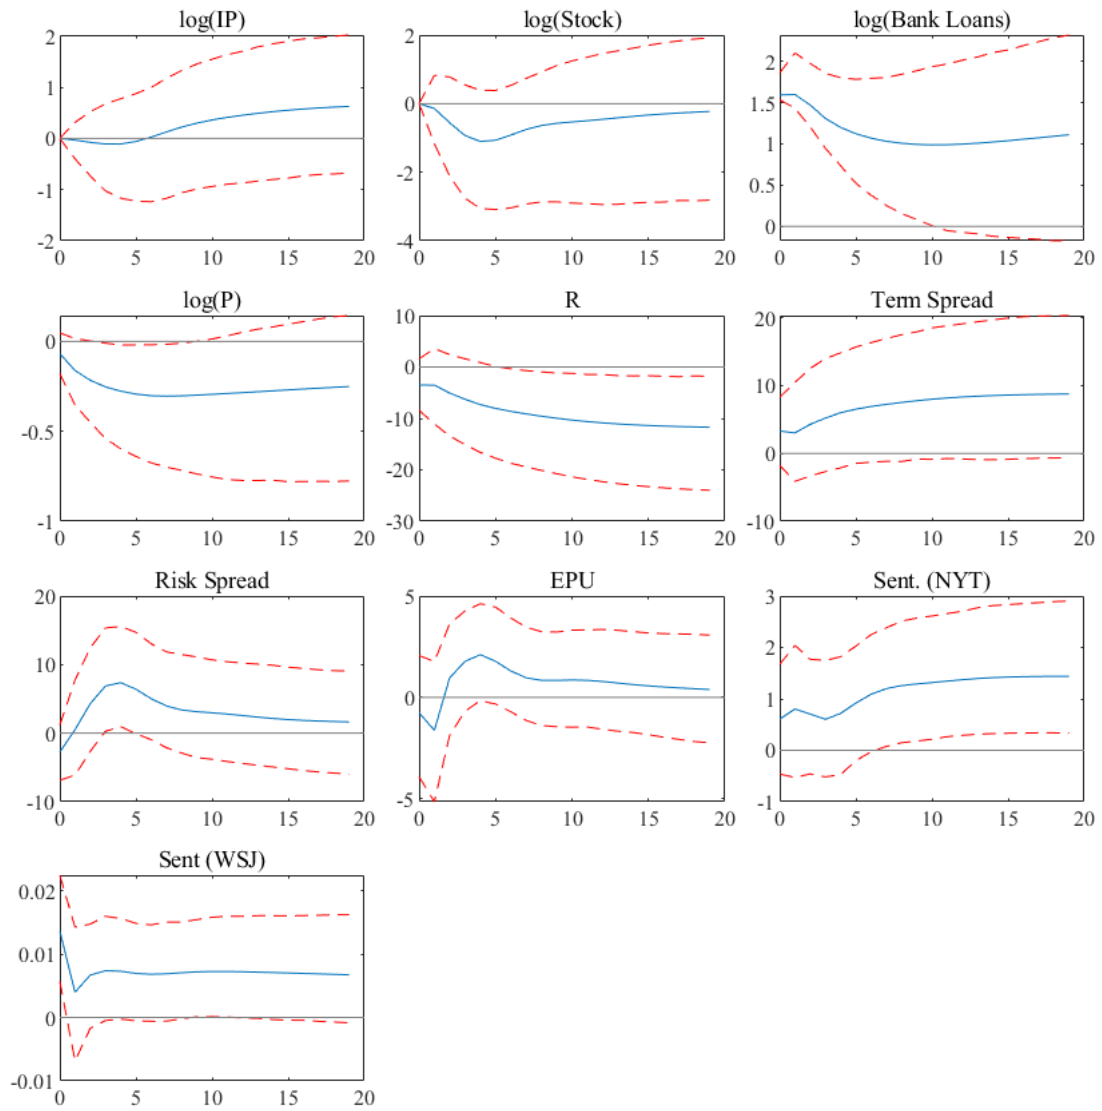 log(IP) log(Stock) log(Bank Loans)
2 2 2
1 0 1.5
0 -2 1
-1 -4 0.5
-2 0
0 5 10 15 20 0 5 10 15 20 0 5 10 15 20
log(P) R Term Spread
0 10 20
-0.5 0 10
-1 -10 0
-20 -10
-30
0 5 10 15 20 0 5 10 15 20 0 5 10 15 20
Risk Spread EPU Sent. (NYT)
20 5 3
10 0 2
0 -5 1
-10 0
-1
0 5 10 15 20 0 5 10 15 20 0 5 10 15 20
Sent (WSJ)
0.02
0.01
0
-0.01
0 5 10 15 20